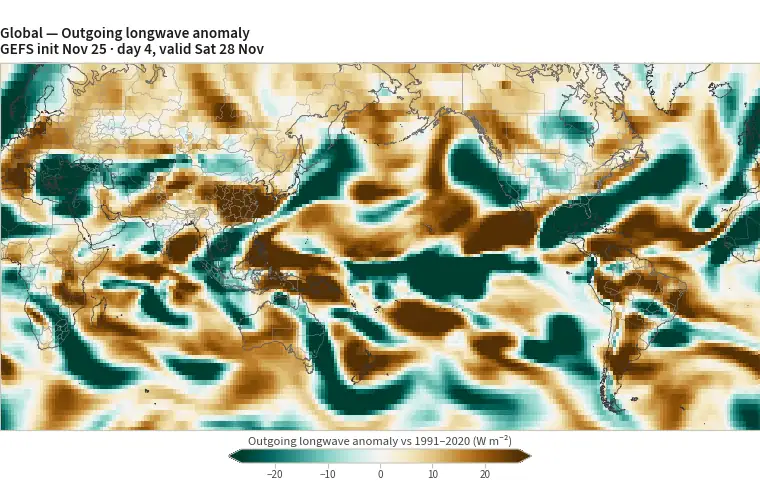 Global — Outgoing longwave anomaly
GEFS init Nov 25 · day 4, valid Sat 28 Nov
Outgoing longwave anomaly vs 1991–2020 (W m⁻²)
−20 −10 0 10 20